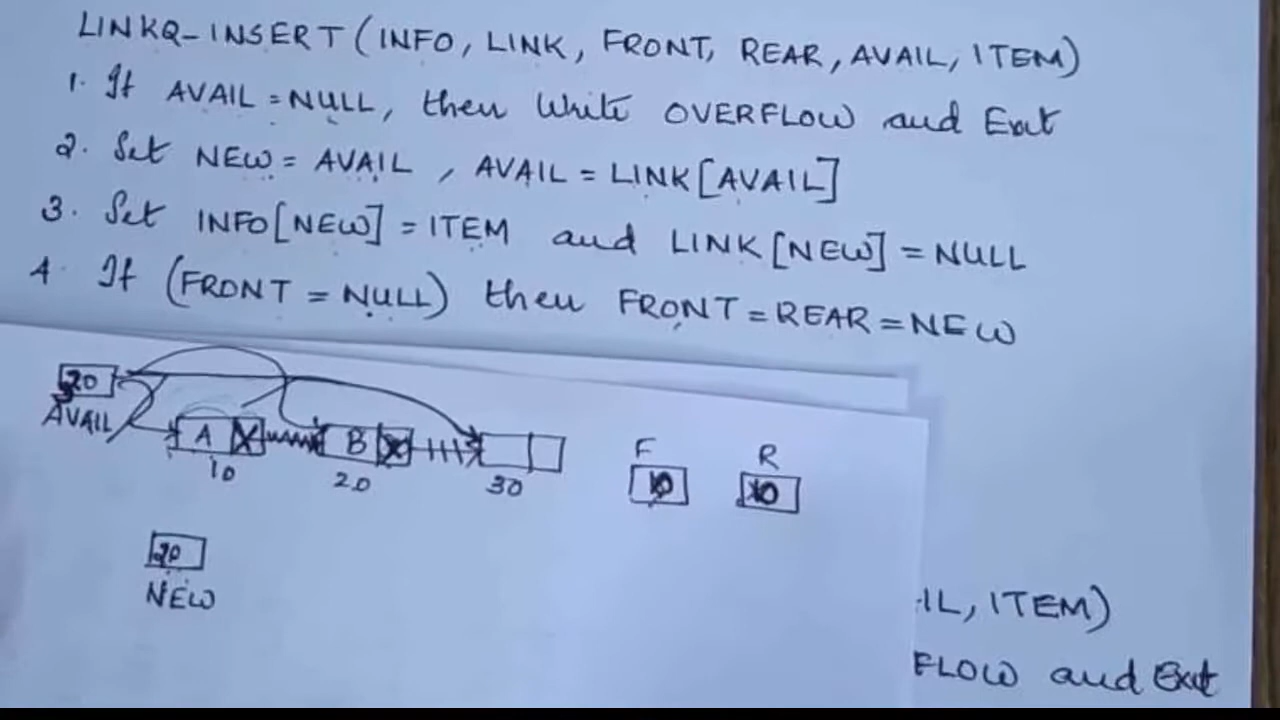 LINKQ-INSERT (INFO, LINK, FRONT, REAR, AVAIL, ITEM)
1. If AVAIL = NULL, then Write OVERFLOW and Exit
2. Set NEW = AVAIL, AVAIL = LINK[AVAIL]
3. Set INFO[NEW] = ITEM and LINK[NEW] = NULL
4. If (FRONT = NULL) then FRONT = REAR = NEW
AVAIL
A B
10 20 30
F R
10
20
NEW
IL, ITEM)
FLOW and Exit